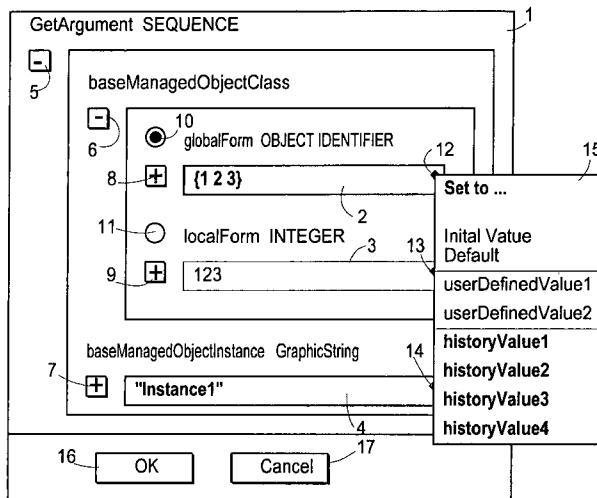 GetArgument SEQUENCE
1
5
baseManagedObjectClass
6
10
globalForm OBJECT IDENTIFIER
12
15
8
{1 2 3}
2
Set to ...
11
localForm INTEGER
3
Inital Vatue
Default
13
9
123
userDefinedValue1
userDefinedValue2
baseManagedObjectInstance GraphicString
14
historyValue1
historyValue2
historyValue3
historyValue4
7
"Instance1"
4
16
OK
Cancel
17